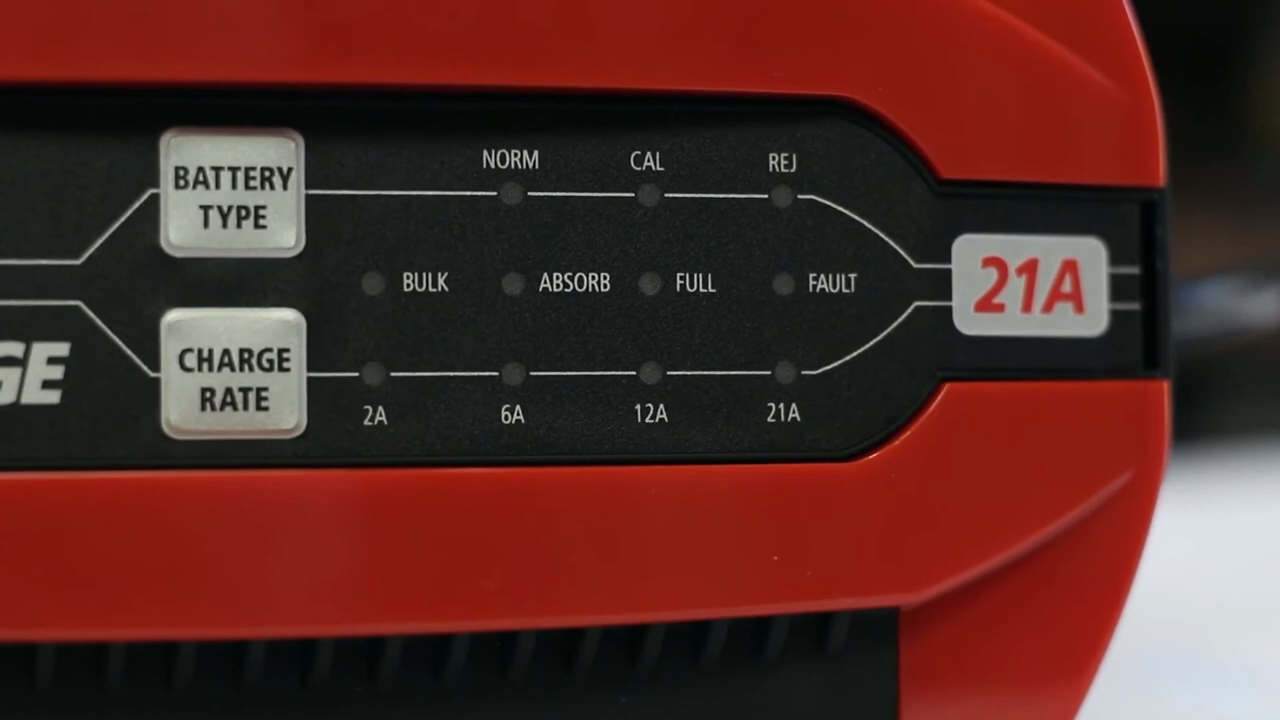 BATTERY
TYPE
NORM CAL REJ
BULK ABSORB FULL FAULT
21A
CHARGE
RATE
2A 6A 12A 21A